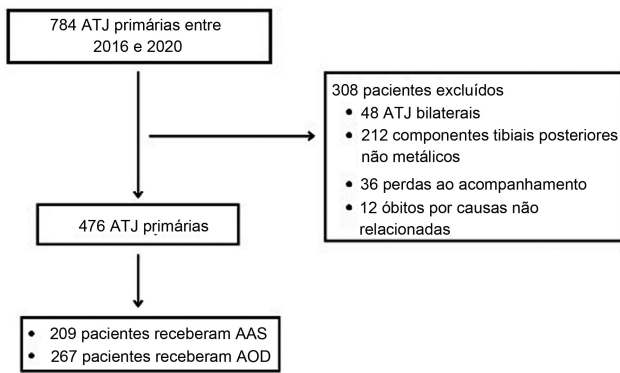 784 ATJ primárias entre
2016 e 2020
308 pacientes excluídos
• 48 ATJ bilaterais
• 212 componentes tibiais posteriores
não metálicos
• 36 perdas ao acompanhamento
• 12 óbitos por causas não
relacionadas
476 ATJ primárias
• 209 pacientes receberam AAS
• 267 pacientes receberam AOD